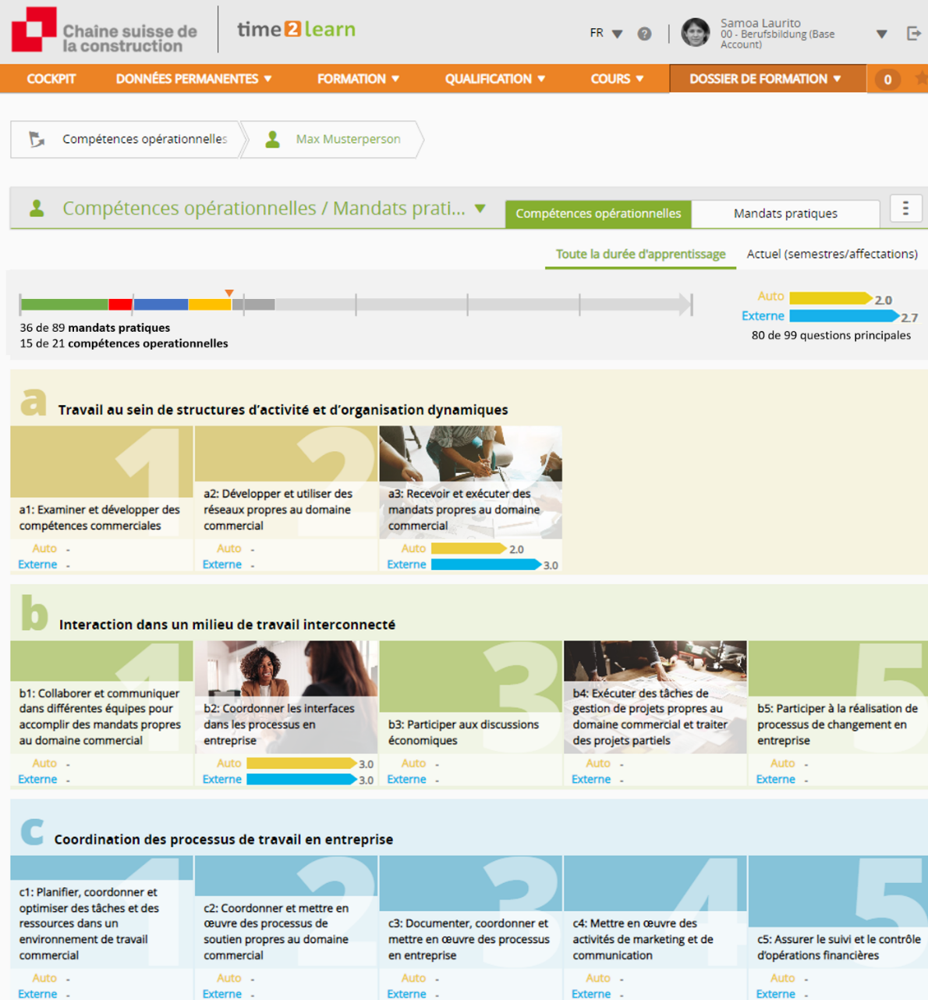 Chaine suisse de
la construction
time2learn
FR
?
Samoa Laurito
00 - Berufsbildung (Base
Account)
COCKPIT
DONNÉES PERMANENTES
FORMATION
QUALIFICATION
COURS
DOSSIER DE FORMATION
0
Compétences opérationnelles
Max Musterperson
Compétences opérationnelles / Mandats prati...
Compétences opérationnelles
Mandats pratiques
Toute la durée d'apprentissage
Actuel (semestres/affectations)
36 de 89 mandats pratiques
15 de 21 compétences operationnelles
Auto 2.0
Externe 2.7
80 de 99 questions principales
a Travail au sein de structures d'activité et d'organisation dynamiques
1
a1: Examiner et développer des
compétences commerciales
Auto -
Externe -
2
a2: Développer et utiliser des
réseaux propres au domaine
commercial
Auto -
Externe -
a3: Recevoir et exécuter des
mandats propres au domaine
commercial
Auto 2.0
Externe 3.0
b Interaction dans un milieu de travail interconnecté
1
b1: Collaborer et communiquer
dans différentes équipes pour
accomplir des mandats propres
au domaine commercial
Auto -
Externe -
b2: Coordonner les interfaces
dans les processus en
entreprise
Auto 3.0
Externe 3.0
3
b3: Participer aux discussions
économiques
Auto -
Externe -
b4: Exécuter des tâches de
gestion de projets propres au
domaine commercial et traiter
des projets partiels
Auto -
Externe -
5
b5: Participer à la réalisation de
processus de changement en
entreprise
Auto -
Externe -
c Coordination des processus de travail en entreprise
1
c1: Planifier, coordonner et
optimiser des tâches et des
ressources dans un
environnement de travail
commercial
Auto -
Externe -
2
c2: Coordonner et mettre en
œuvre des processus de
soutien propres au domaine
commercial
Auto -
Externe -
3
c3: Documenter, coordonner et
mettre en œuvre des processus
en entreprise
Auto -
Externe -
4
c4: Mettre en œuvre des
activités de marketing et de
communication
Auto -
Externe -
5
c5: Assurer le suivi et le contrôle
d'opérations financières
Auto -
Externe -